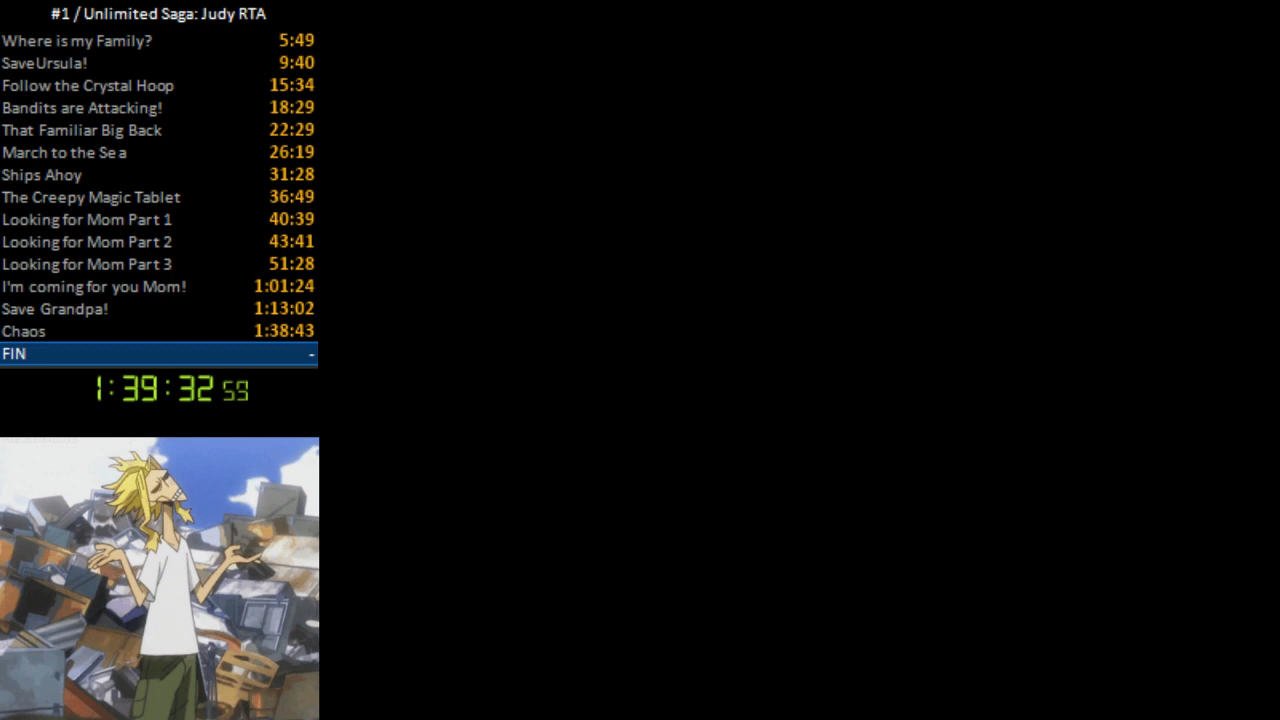 #1 / Unlimited Saga: Judy RTA
Where is my Family? 5:49
Save Ursula! 9:40
Follow the Crystal Hoop 15:34
Bandits are Attacking! 18:29
That Familiar Big Back 22:29
March to the Sea 26:19
Ships Ahoy 31:28
The Creepy Magic Tablet 36:49
Looking for Mom Part 1 40:39
Looking for Mom Part 2 43:41
Looking for Mom Part 3 51:28
I'm coming for you Mom! 1:01:24
Save Grandpa! 1:13:02
Chaos 1:38:43
FIN -
1:39:32 59